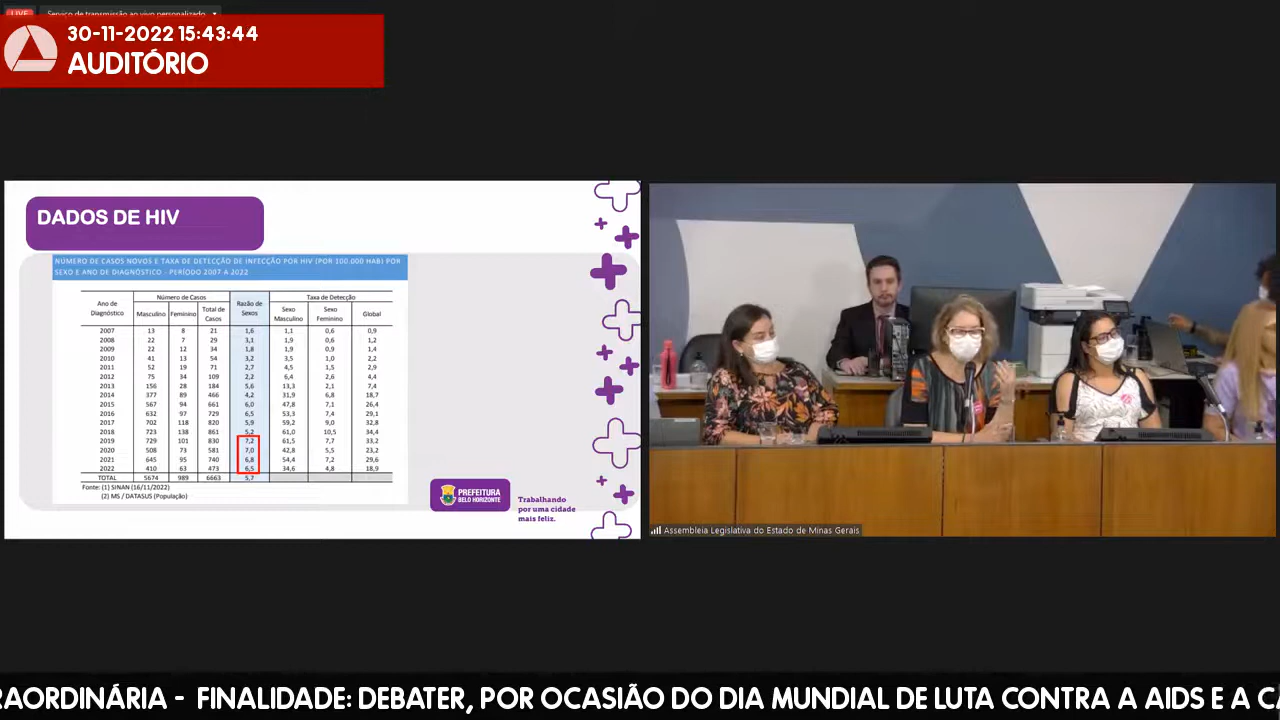 LIVE Serviço de transmissão ao vivo personalizado
30-11-2022 15:43:44
AUDITÓRIO
DADOS DE HIV
NÚMERO DE CASOS NOVOS E TAXA DE DETECÇÃO DE INFECÇÃO POR HIV (POR 100.000 HAB) POR
SEXO E ANO DE DIAGNÓSTICO - PERÍODO 2007 A 2022
Ano de Diagnóstico Número de Casos Razão de Sexos Taxa de Detecção
Masculino Feminino Total de Casos Sexo Masculino Sexo Feminino Global
2007 13 8 21 1,6 1,1 0,6 0,9
2008 22 7 29 3,1 1,9 0,6 1,2
2009 22 12 34 1,8 1,9 0,9 1,4
2010 41 13 54 3,2 3,5 1,0 2,2
2011 52 19 71 2,7 4,5 1,5 2,9
2012 75 34 109 2,2 6,4 2,6 4,4
2013 156 28 184 5,6 13,3 2,1 7,4
2014 377 89 466 4,2 31,9 6,8 18,7
2015 567 94 661 6,0 47,8 7,1 26,4
2016 632 97 729 6,5 53,3 7,4 29,1
2017 702 118 820 5,9 59,2 9,0 32,8
2018 723 138 861 5,2 61,0 10,5 34,4
2019 729 101 830 7,2 61,5 7,7 33,2
2020 508 73 581 7,0 42,8 5,5 23,2
2021 645 95 740 6,8 54,4 7,2 29,6
2022 410 63 473 6,5 34,6 4,8 18,9
TOTAL 5674 989 6663 5,7
Fonte: (1) SINAN (16/11/2022)
(2) MS / DATASUS (População)
PREFEITURA
BELO HORIZONTE
Trabalhando
por uma cidade
mais feliz.
Assembleia Legislativa do Estado de Minas Gerais
RAORDINÁRIA - FINALIDADE: DEBATER, POR OCASIÃO DO DIA MUNDIAL DE LUTA CONTRA A AIDS E A CA